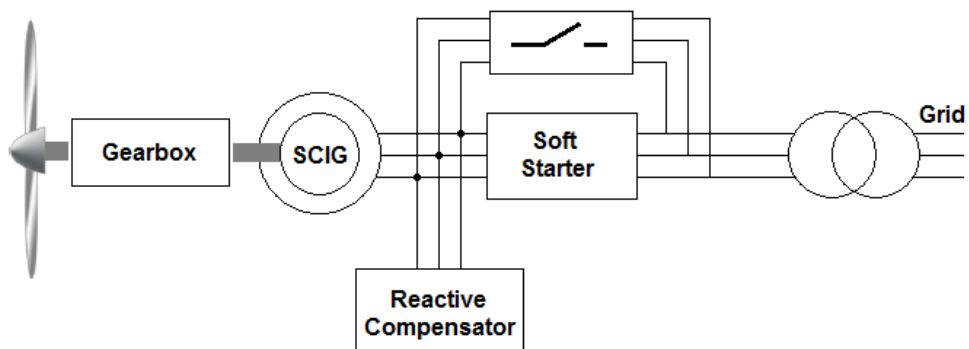 Gearbox
SCIG
Soft
Starter
Grid
Reactive
Compensator